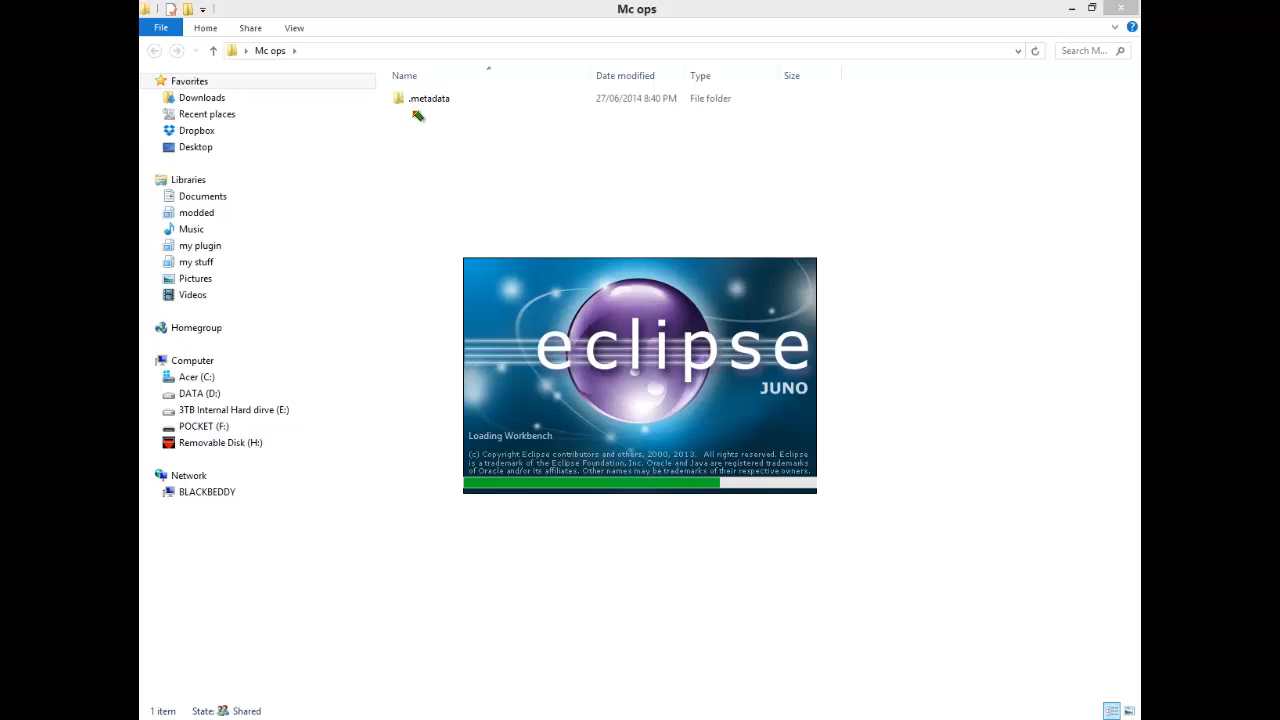 Mc ops
File Home Share View
Mc ops
Search M...
Name Date modified Type Size
.metadata 27/06/2014 8:40 PM File folder
Favorites
Downloads
Recent places
Dropbox
Desktop
Libraries
Documents
modded
Music
my plugin
my stuff
Pictures
Videos
Homegroup
Computer
Acer (C:)
DATA (D:)
3TB Internal Hard dirve (E:)
POCKET (F:)
Removable Disk (H:)
Network
BLACKBEDDY
eclipse
JUNO
Loading Workbench
(c) Copyright Eclipse contributors and others, 2000, 2013. All rights reserved. Eclipse
is a trademark of the Eclipse Foundation, Inc. Oracle and Java are registered trademarks
of Oracle and/or its affiliates. Other names may be trademarks of their respective owners.
1 item State: Shared